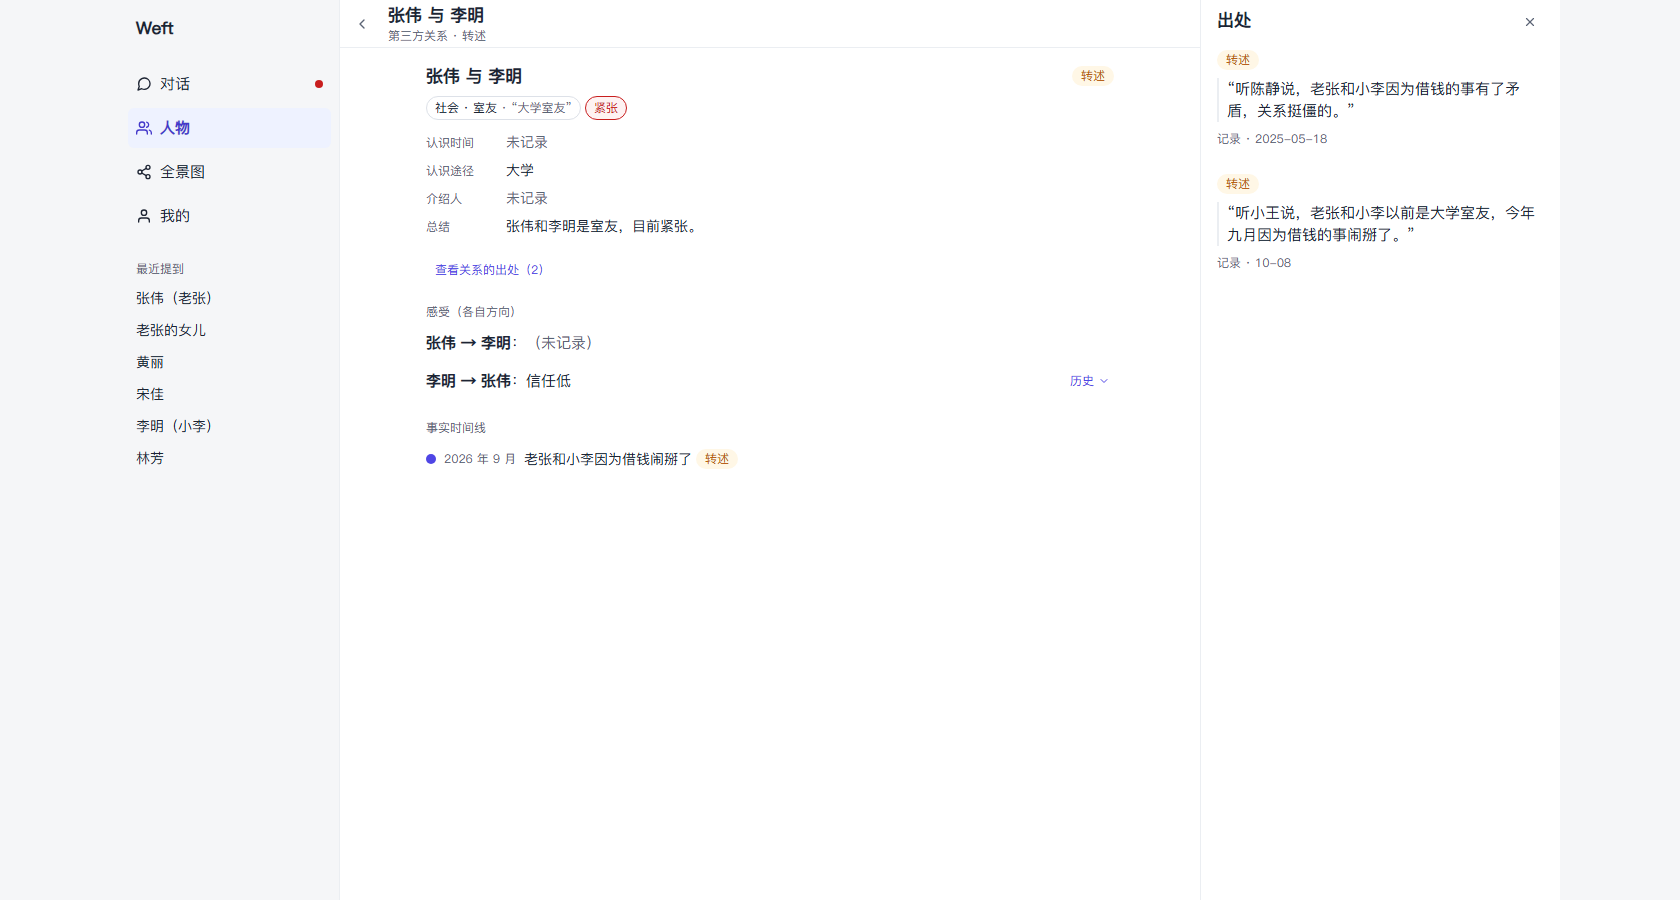 Weft
对话
人物
全景图
我的
最近提到
张伟（老张）
老张的女儿
黄丽
宋佳
李明（小李）
林芳
张伟 与 李明
第三方关系 · 转述
张伟 与 李明
转述
社会 · 室友 · “大学室友”
紧张
认识时间 未记录
认识途径 大学
介绍人 未记录
总结 张伟和李明是室友，目前紧张。
查看关系的出处（2）
感受（各自方向）
张伟 → 李明： （未记录）
李明 → 张伟：信任低
历史
事实时间线
2026 年 9 月 老张和小李因为借钱闹掰了 转述
出处
转述
“听陈静说，老张和小李因为借钱的事有了矛
盾，关系挺僵的。”
记录 · 2025-05-18
转述
“听小王说，老张和小李以前是大学室友，今年
九月因为借钱的事闹掰了。”
记录 · 10-08